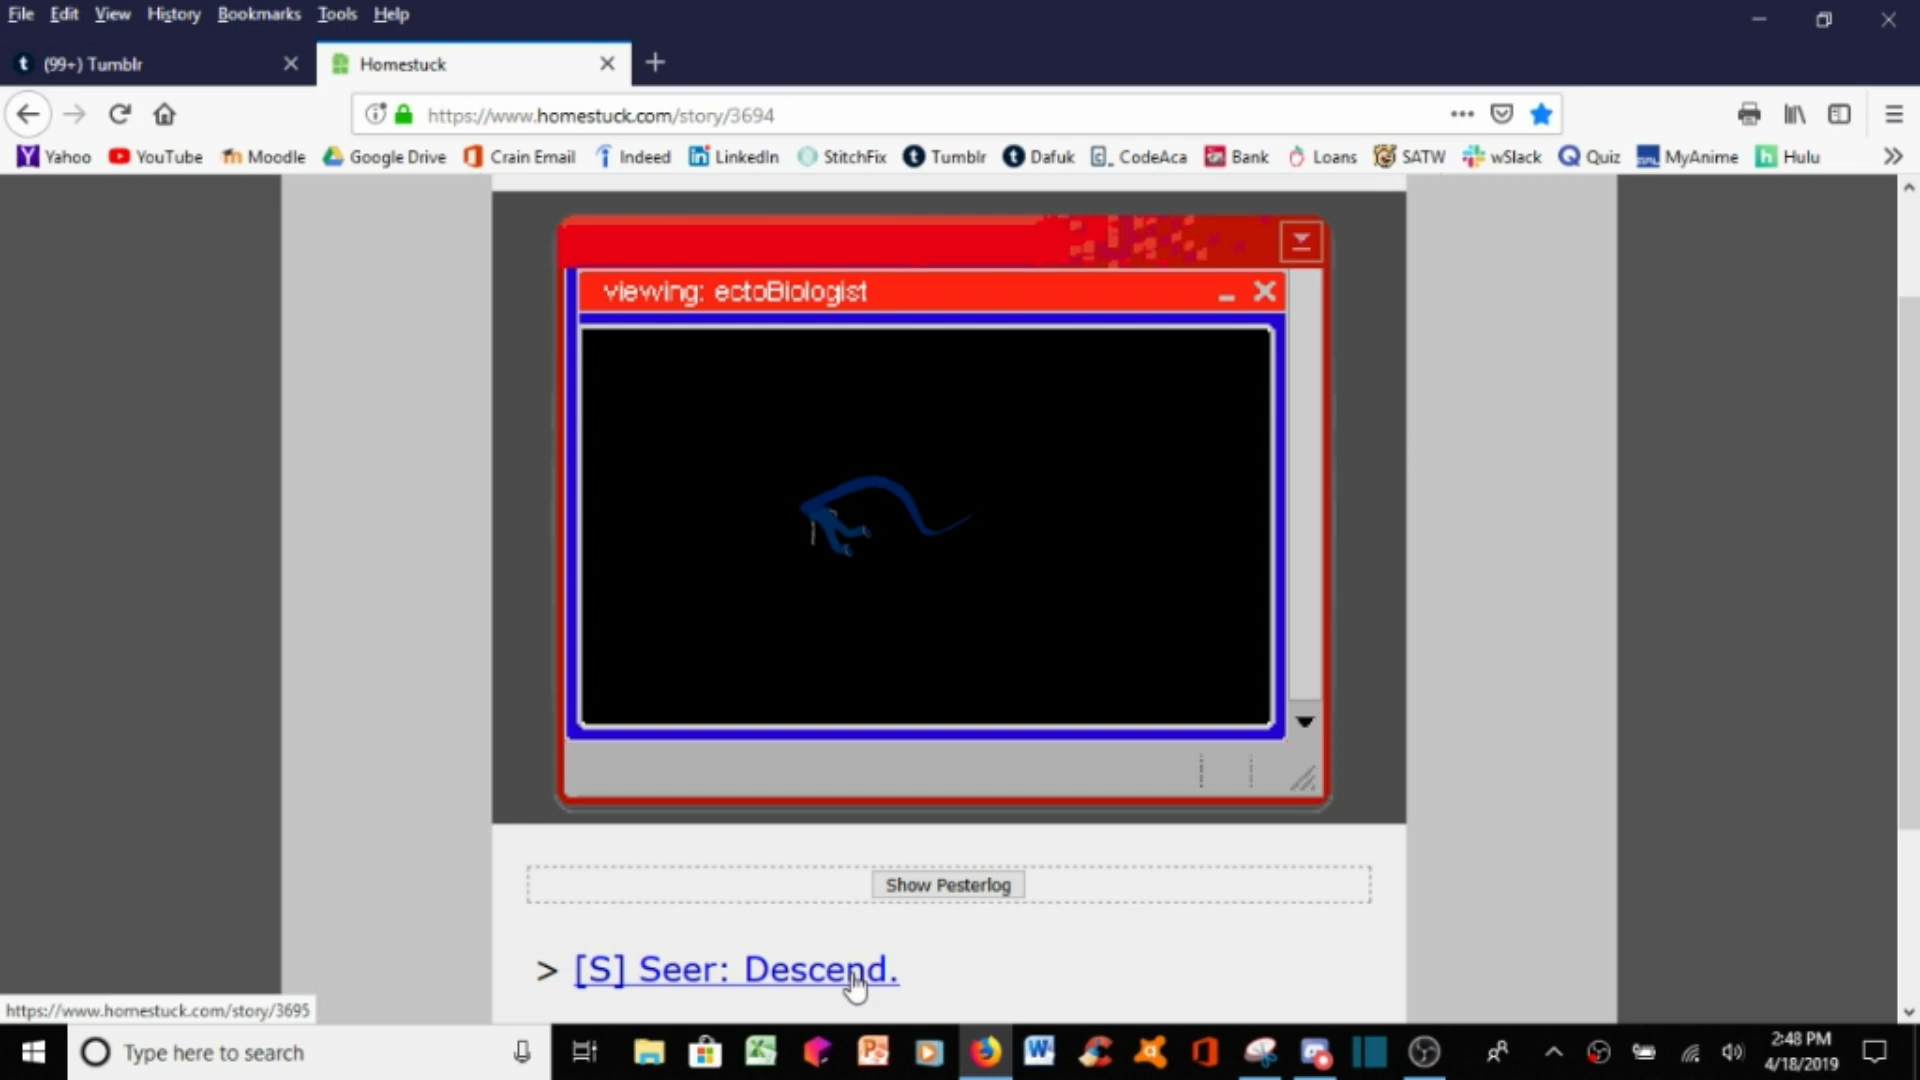 File Edit View History Bookmarks Tools Help
t (99+) Tumblr Homestuck
https://www.homestuck.com/story/3694
Yahoo YouTube Moodle Google Drive Crain Email Indeed LinkedIn StitchFix Tumblr Dafuk CodeAca Bank Loans SATW wSlack Quiz MyAnime Hulu
viewing: ectoBiologist
Show Pesterlog
> [S] Seer: Descend.
https://www.homestuck.com/story/3695
Type here to search
2:48 PM
4/18/2019